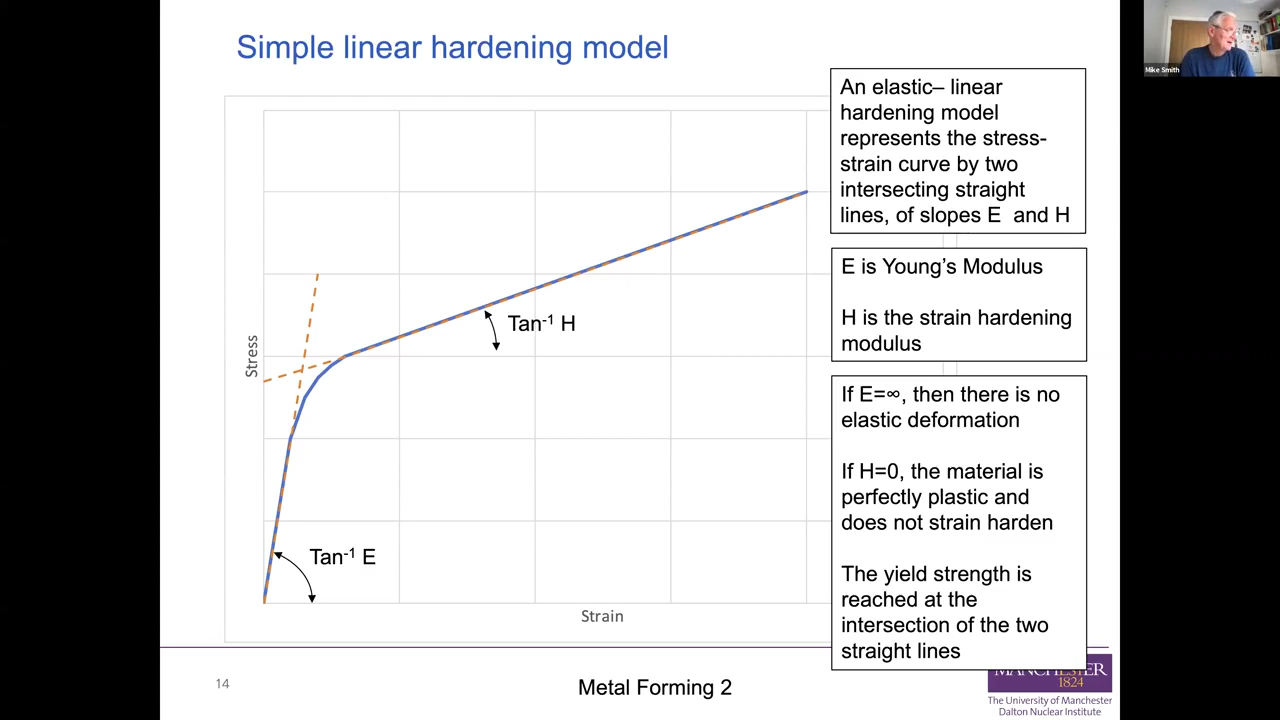 Simple linear hardening model
Mike Smith
An elastic– linear
hardening model
represents the stress-
strain curve by two
intersecting straight
lines, of slopes E and H
E is Young’s Modulus
H is the strain hardening
modulus
If E=∞, then there is no
elastic deformation
If H=0, the material is
perfectly plastic and
does not strain harden
The yield strength is
reached at the
intersection of the two
straight lines
Stress
Tan⁻¹ H
Tan⁻¹ E
Strain
14
Metal Forming 2
MANCHESTER
1824
The University of Manchester
Dalton Nuclear Institute